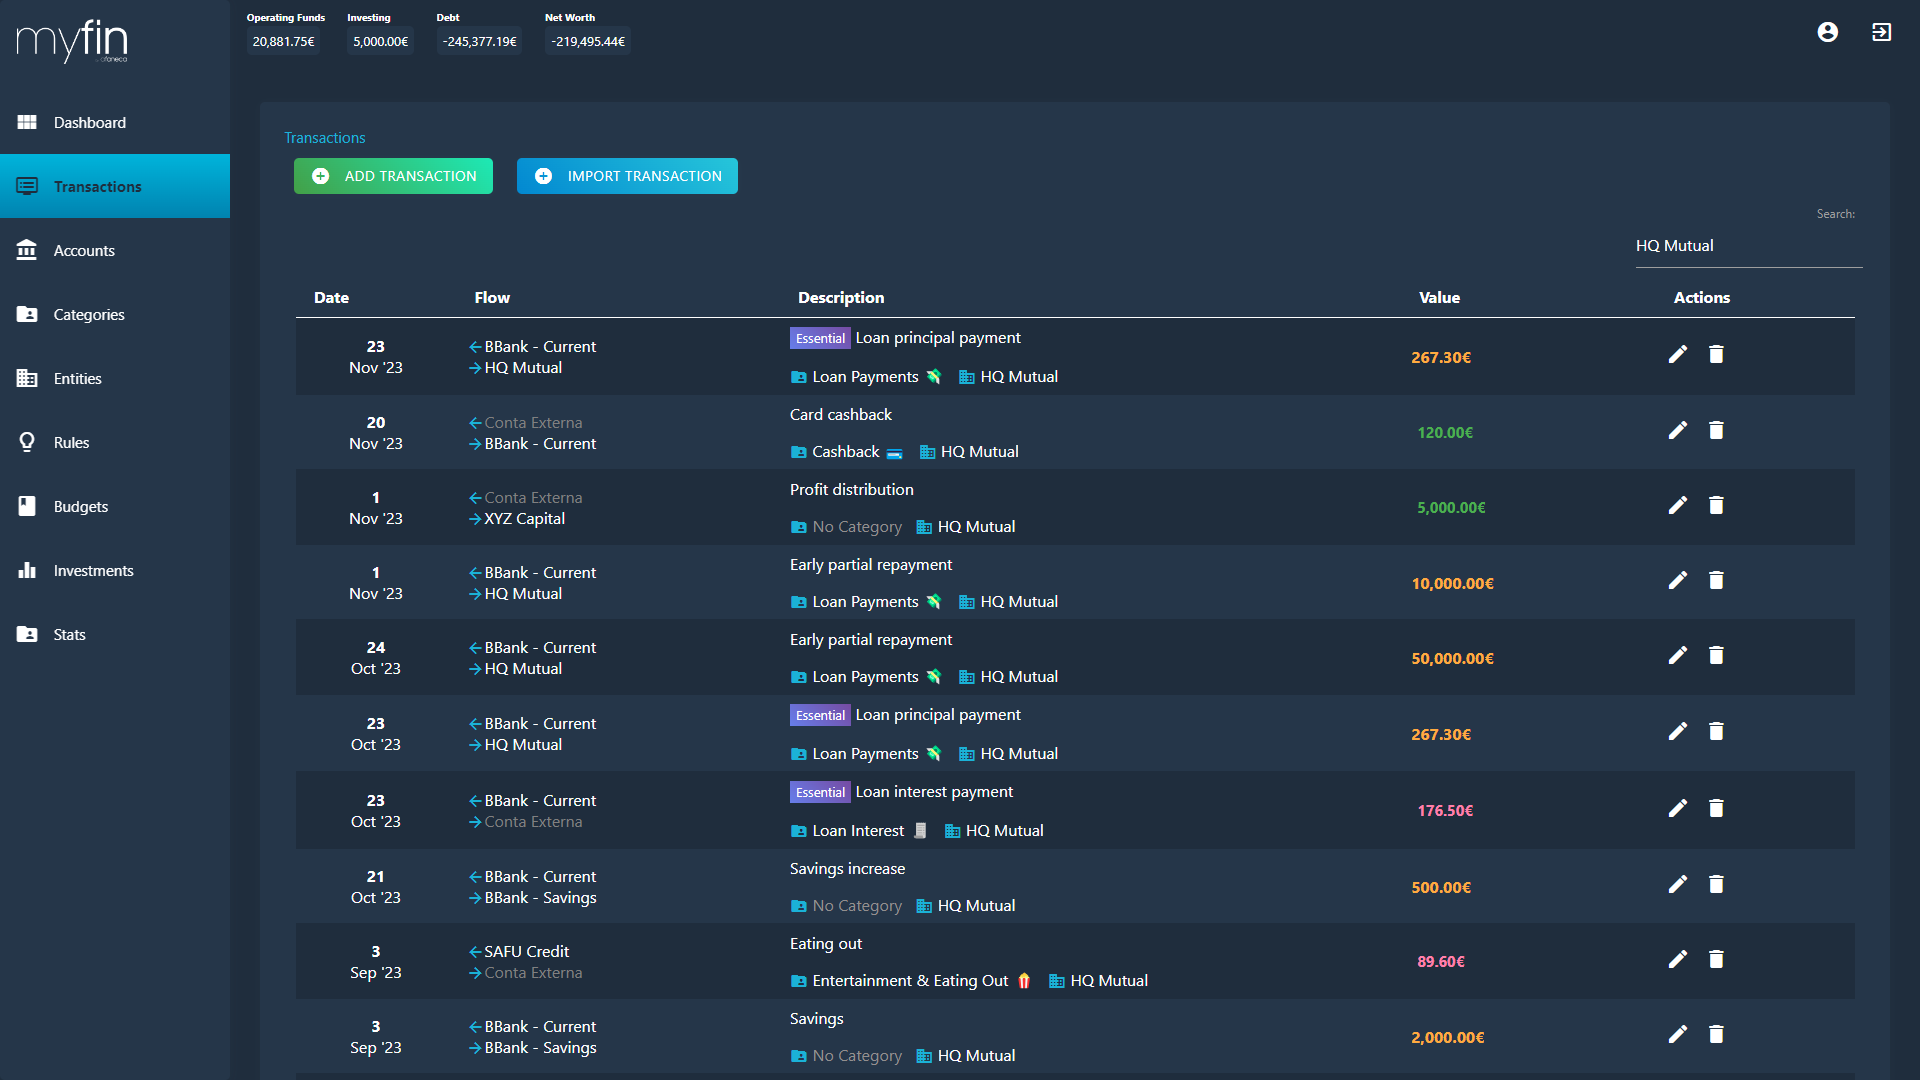 myfin
by afaneca
Operating Funds Investing Debt Net Worth
20,881.75€ 5,000.00€ -245,377.19€ -219,495.44€
Dashboard
Transactions
Accounts
Categories
Entities
Rules
Budgets
Investments
Stats
Transactions
ADD TRANSACTION IMPORT TRANSACTION
Search:
HQ Mutual
Date Flow Description Value Actions
23
Nov '23
BBank - Current
HQ Mutual
Essential Loan principal payment
Loan Payments HQ Mutual
267.30€
20
Nov '23
Conta Externa
BBank - Current
Card cashback
Cashback HQ Mutual
120.00€
1
Nov '23
Conta Externa
XYZ Capital
Profit distribution
No Category HQ Mutual
5,000.00€
1
Nov '23
BBank - Current
HQ Mutual
Early partial repayment
Loan Payments HQ Mutual
10,000.00€
24
Oct '23
BBank - Current
HQ Mutual
Early partial repayment
Loan Payments HQ Mutual
50,000.00€
23
Oct '23
BBank - Current
HQ Mutual
Essential Loan principal payment
Loan Payments HQ Mutual
267.30€
23
Oct '23
BBank - Current
Conta Externa
Essential Loan interest payment
Loan Interest HQ Mutual
176.50€
21
Oct '23
BBank - Current
BBank - Savings
Savings increase
No Category HQ Mutual
500.00€
3
Sep '23
SAFU Credit
Conta Externa
Eating out
Entertainment & Eating Out HQ Mutual
89.60€
3
Sep '23
BBank - Current
BBank - Savings
Savings
No Category HQ Mutual
2,000.00€